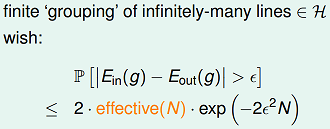 finite ‘grouping’ of infinitely-many lines ∈ ℋ
wish:
ℙ [|E_in(g) − E_out(g)| > ϵ]
≤ 2 · effective(N) · exp (−2ϵ²N)